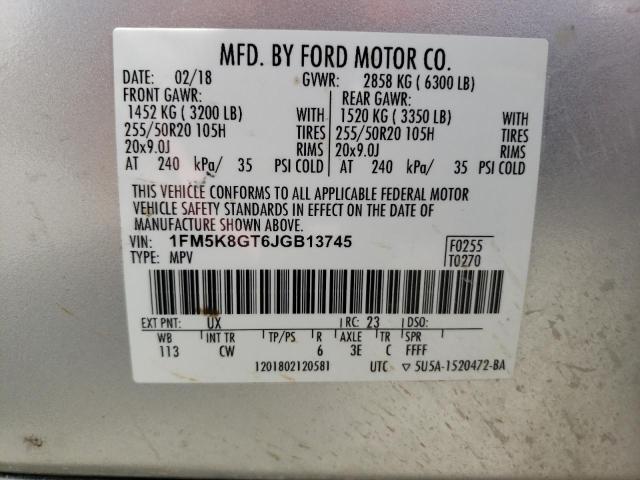 MFD. BY FORD MOTOR CO.
DATE: 02/18 GVWR: 2858 KG ( 6300 LB)
FRONT GAWR: REAR GAWR:
1452 KG ( 3200 LB) WITH 1520 KG ( 3350 LB) WITH
255/50R20 105H TIRES 255/50R20 105H TIRES
20x9.0J RIMS 20x9.0J RIMS
AT 240 kPa/ 35 PSI COLD AT 240 kPa/ 35 PSI COLD
THIS VEHICLE CONFORMS TO ALL APPLICABLE FEDERAL MOTOR
VEHICLE SAFETY STANDARDS IN EFFECT ON THE DATE OF
MANUFACTURE SHOWN ABOVE.
VIN: 1FM5K8GT6JGB13745 F0255
TYPE: MPV T0270
EXT PNT: UX RC: 23 DSO:
WB INT TR TP/PS R AXLE TR SPR
113 CW 6 3E C FFFF
1201802120581 UTC ▽ 5U5A-1520472-BA